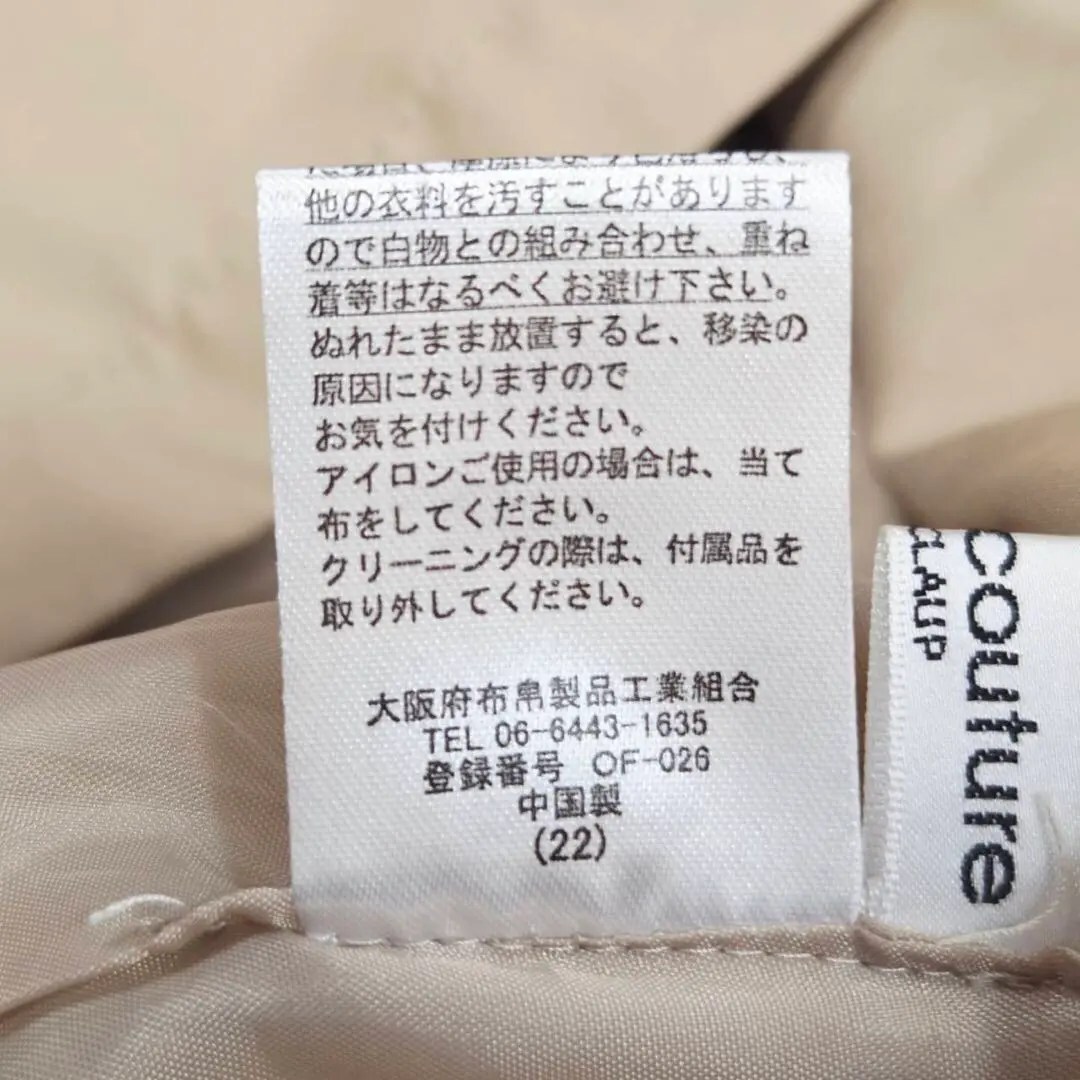 他の衣料を汚すことがあります
ので白物との組み合わせ、重ね
着等はなるべくお避け下さい。
ぬれたまま放置すると、移染の
原因になりますので
お気を付けください。
アイロンご使用の場合は、当て
布をしてください。
クリーニングの際は、付属品を
取り外してください。
大阪府布帛製品工業組合
TEL 06-6443-1635
登録番号 OF-026
中国製
(22)
couture
CLAUP